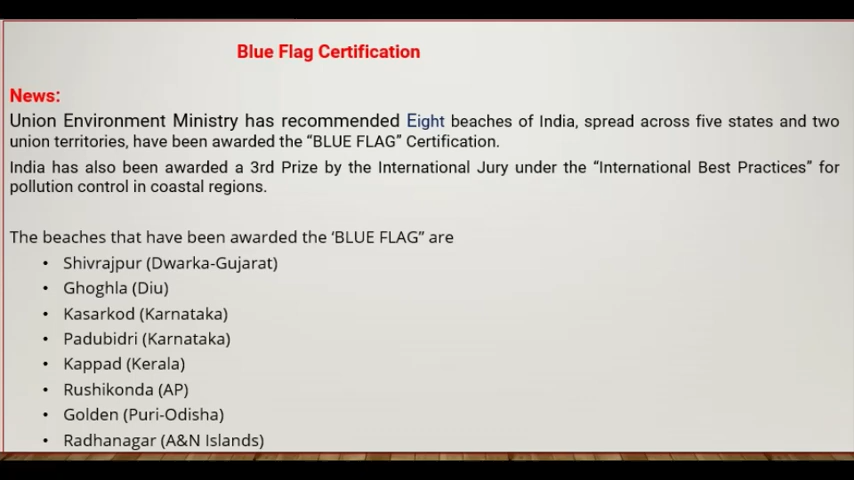 Blue Flag Certification
News:
Union Environment Ministry has recommended Eight beaches of India, spread across five states and two
union territories, have been awarded the “BLUE FLAG” Certification.
India has also been awarded a 3rd Prize by the International Jury under the “International Best Practices” for
pollution control in coastal regions.
The beaches that have been awarded the ‘BLUE FLAG” are
• Shivrajpur (Dwarka-Gujarat)
• Ghoghla (Diu)
• Kasarkod (Karnataka)
• Padubidri (Karnataka)
• Kappad (Kerala)
• Rushikonda (AP)
• Golden (Puri-Odisha)
• Radhanagar (A&N Islands)